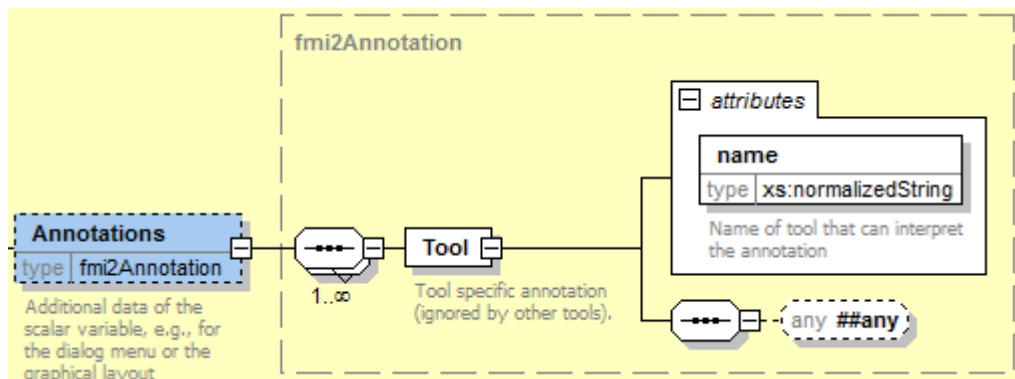 fmi2Annotation
attributes
name
type xs:normalizedString
Name of tool that can interpret
the annotation
Annotations
type fmi2Annotation
Additional data of the
scalar variable, e.g., for
the dialog menu or the
graphical layout
1..∞
Tool
Tool specific annotation
(ignored by other tools).
any ##any